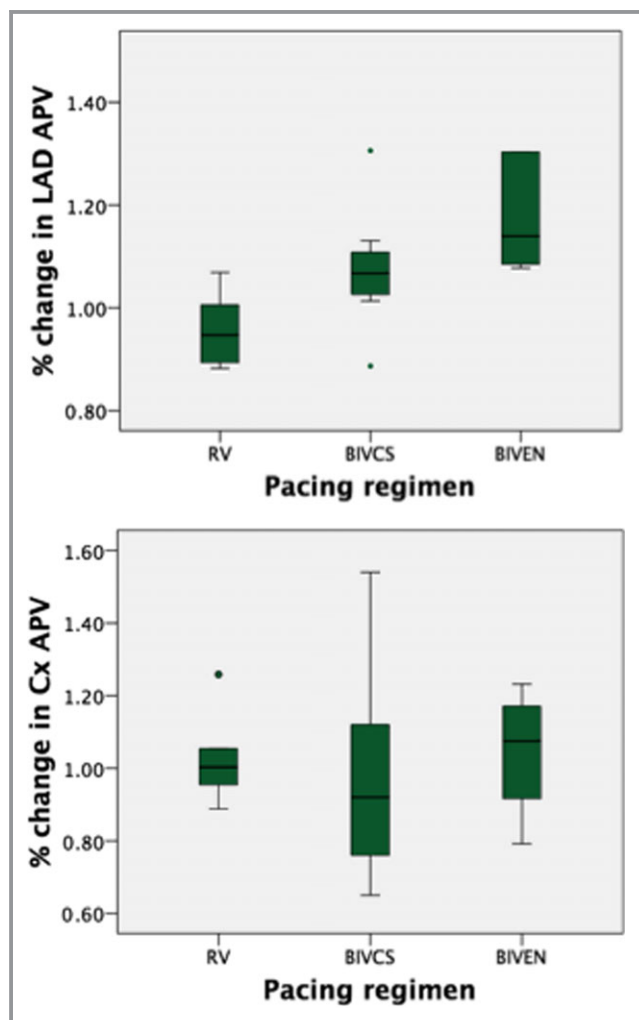 % change in LAD APV
1.40
1.20
1.00
0.80
RV BIVCS BIVEN
Pacing regimen
% change in Cx APV
1.60
1.40
1.20
1.00
0.80
0.60
RV BIVCS BIVEN
Pacing regimen